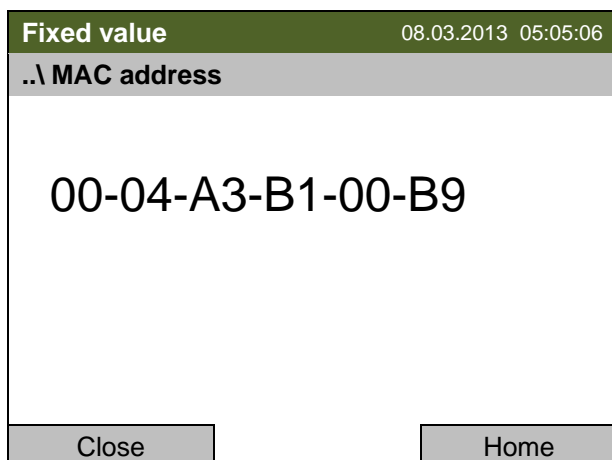 Fixed value 08.03.2013 05:05:06
..\ MAC address
00-04-A3-B1-00-B9
Close Home